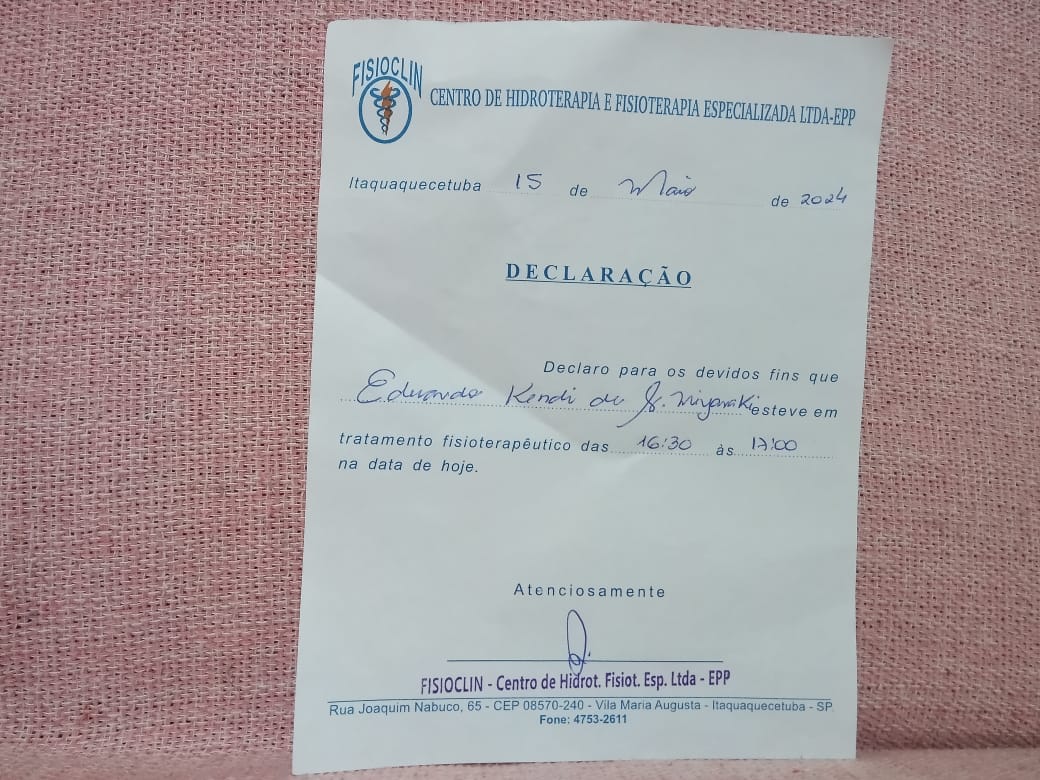 FISIOCLIN
CENTRO DE HIDROTERAPIA E FISIOTERAPIA ESPECIALIZADA LTDA-EPP
Itaquaquecetuba 15 de Maio de 2024
DECLARAÇÃO
Declaro para os devidos fins que
Eduardo Kendi de S. Miyazaki esteve em
tratamento fisioterapêutico das 16:30 às 17:00
na data de hoje.
Atenciosamente
FISIOCLIN - Centro de Hidrot. Fisiot. Esp. Ltda - EPP
Rua Joaquim Nabuco, 65 - CEP 08570-240 - Vila Maria Augusta - Itaquaquecetuba - SP
Fone: 4753-2611